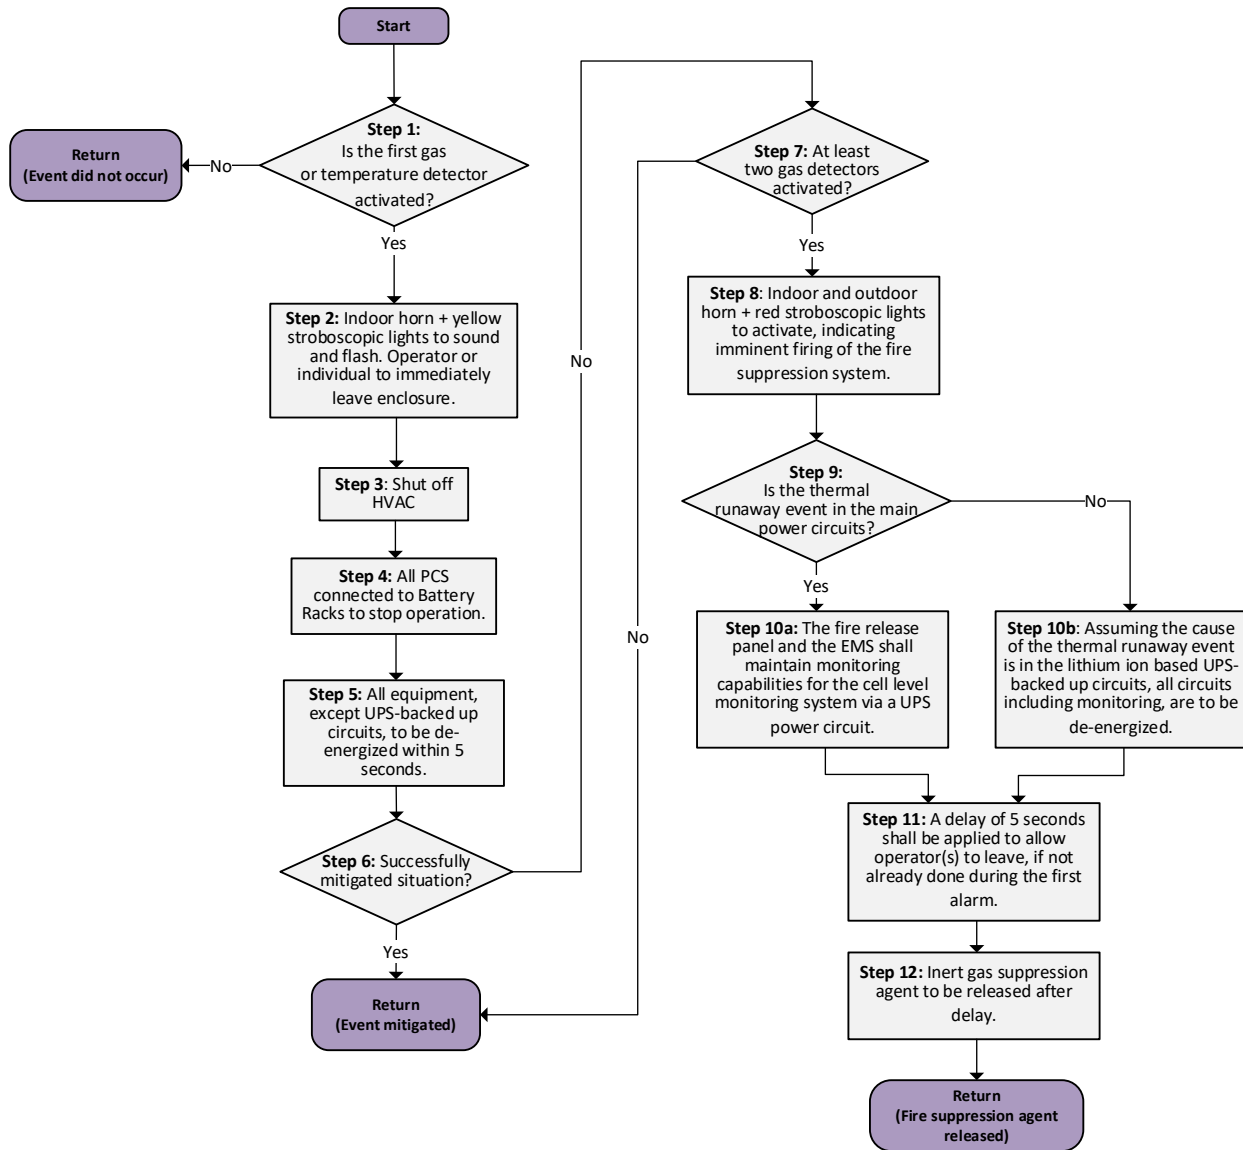 Start
Step 1:
Is the first gas
or temperature detector
activated?
No
Return
(Event did not occur)
Yes
Step 2: Indoor horn + yellow
stroboscopic lights to sound
and flash. Operator or
individual to immediately
leave enclosure.
Step 3: Shut off
HVAC
Step 4: All PCS
connected to Battery
Racks to stop operation.
Step 5: All equipment,
except UPS-backed up
circuits, to be de-
energized within 5
seconds.
Step 6: Successfully
mitigated situation?
Yes
Return
(Event mitigated)
No
No
Step 7: At least
two gas detectors
activated?
Yes
Step 8: Indoor and outdoor
horn + red stroboscopic lights
to activate, indicating
imminent firing of the fire
suppression system.
Step 9:
Is the thermal
runaway event in the main
power circuits?
No
Yes
Step 10a: The fire release
panel and the EMS shall
maintain monitoring
capabilities for the cell level
monitoring system via a UPS
power circuit.
Step 10b: Assuming the cause
of the thermal runaway event
is in the lithium ion based UPS-
backed up circuits, all circuits
including monitoring, are to be
de-energized.
Step 11: A delay of 5 seconds
shall be applied to allow
operator(s) to leave, if not
already done during the first
alarm.
Step 12: Inert gas suppression
agent to be released after
delay.
Return
(Fire suppression agent
released)